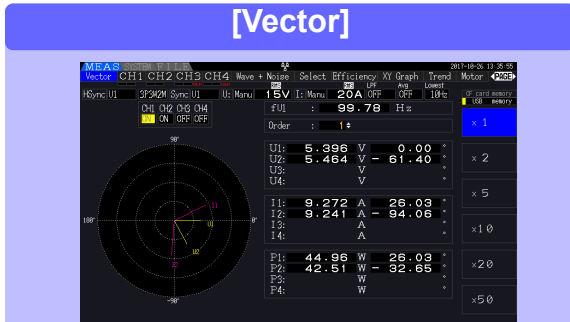 [Vector]
MEAS SYSTEM FILE 2017-10-26 13:35:55
Vector CH1 CH2 CH3 CH4 Wave + Noise Select Efficiency XY Graph Trend Motor PAGE
RMS RMS LPF Avg Lowest
HSync U1 3P3W2M Sync U1 U: Manu 15V I: Manu 20A OFF OFF 10Hz
CF card memory
USB memory
CH1 CH2 CH3 CH4
ON ON OFF OFF
fU1 : 99.78 Hz
Order : 1
x 1
x 2
x 5
x10
x20
x50
90°
180°
0°
-90°
I1
U1
U2
I2
U1: 5.396 V 0.00 °
U2: 5.464 V - 61.40 °
U3: V °
U4: V °
I1: 9.272 A 26.03 °
I2: 9.241 A - 94.06 °
I3: A °
I4: A °
P1: 44.96 W 26.03 °
P2: 42.51 W - 32.65 °
P3: W °
P4: W °